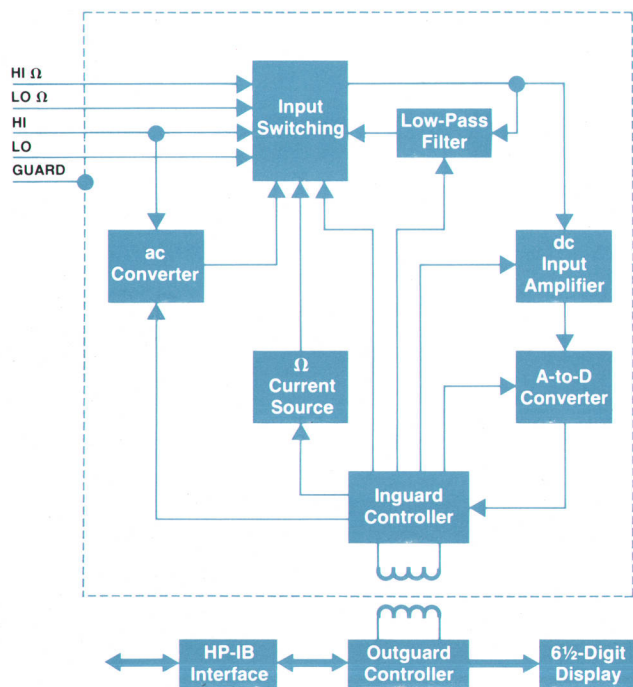 HI Ω
LO Ω
HI
LO
GUARD
Input
Switching
Low-Pass
Filter
ac
Converter
dc
Input
Amplifier
Ω
Current
Source
A-to-D
Converter
Inguard
Controller
HP-IB
Interface
Outguard
Controller
6½-Digit
Display